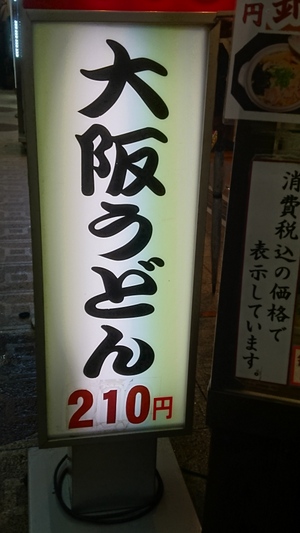 大阪うどん
210円
円
消費税込の価格で
表示しています。